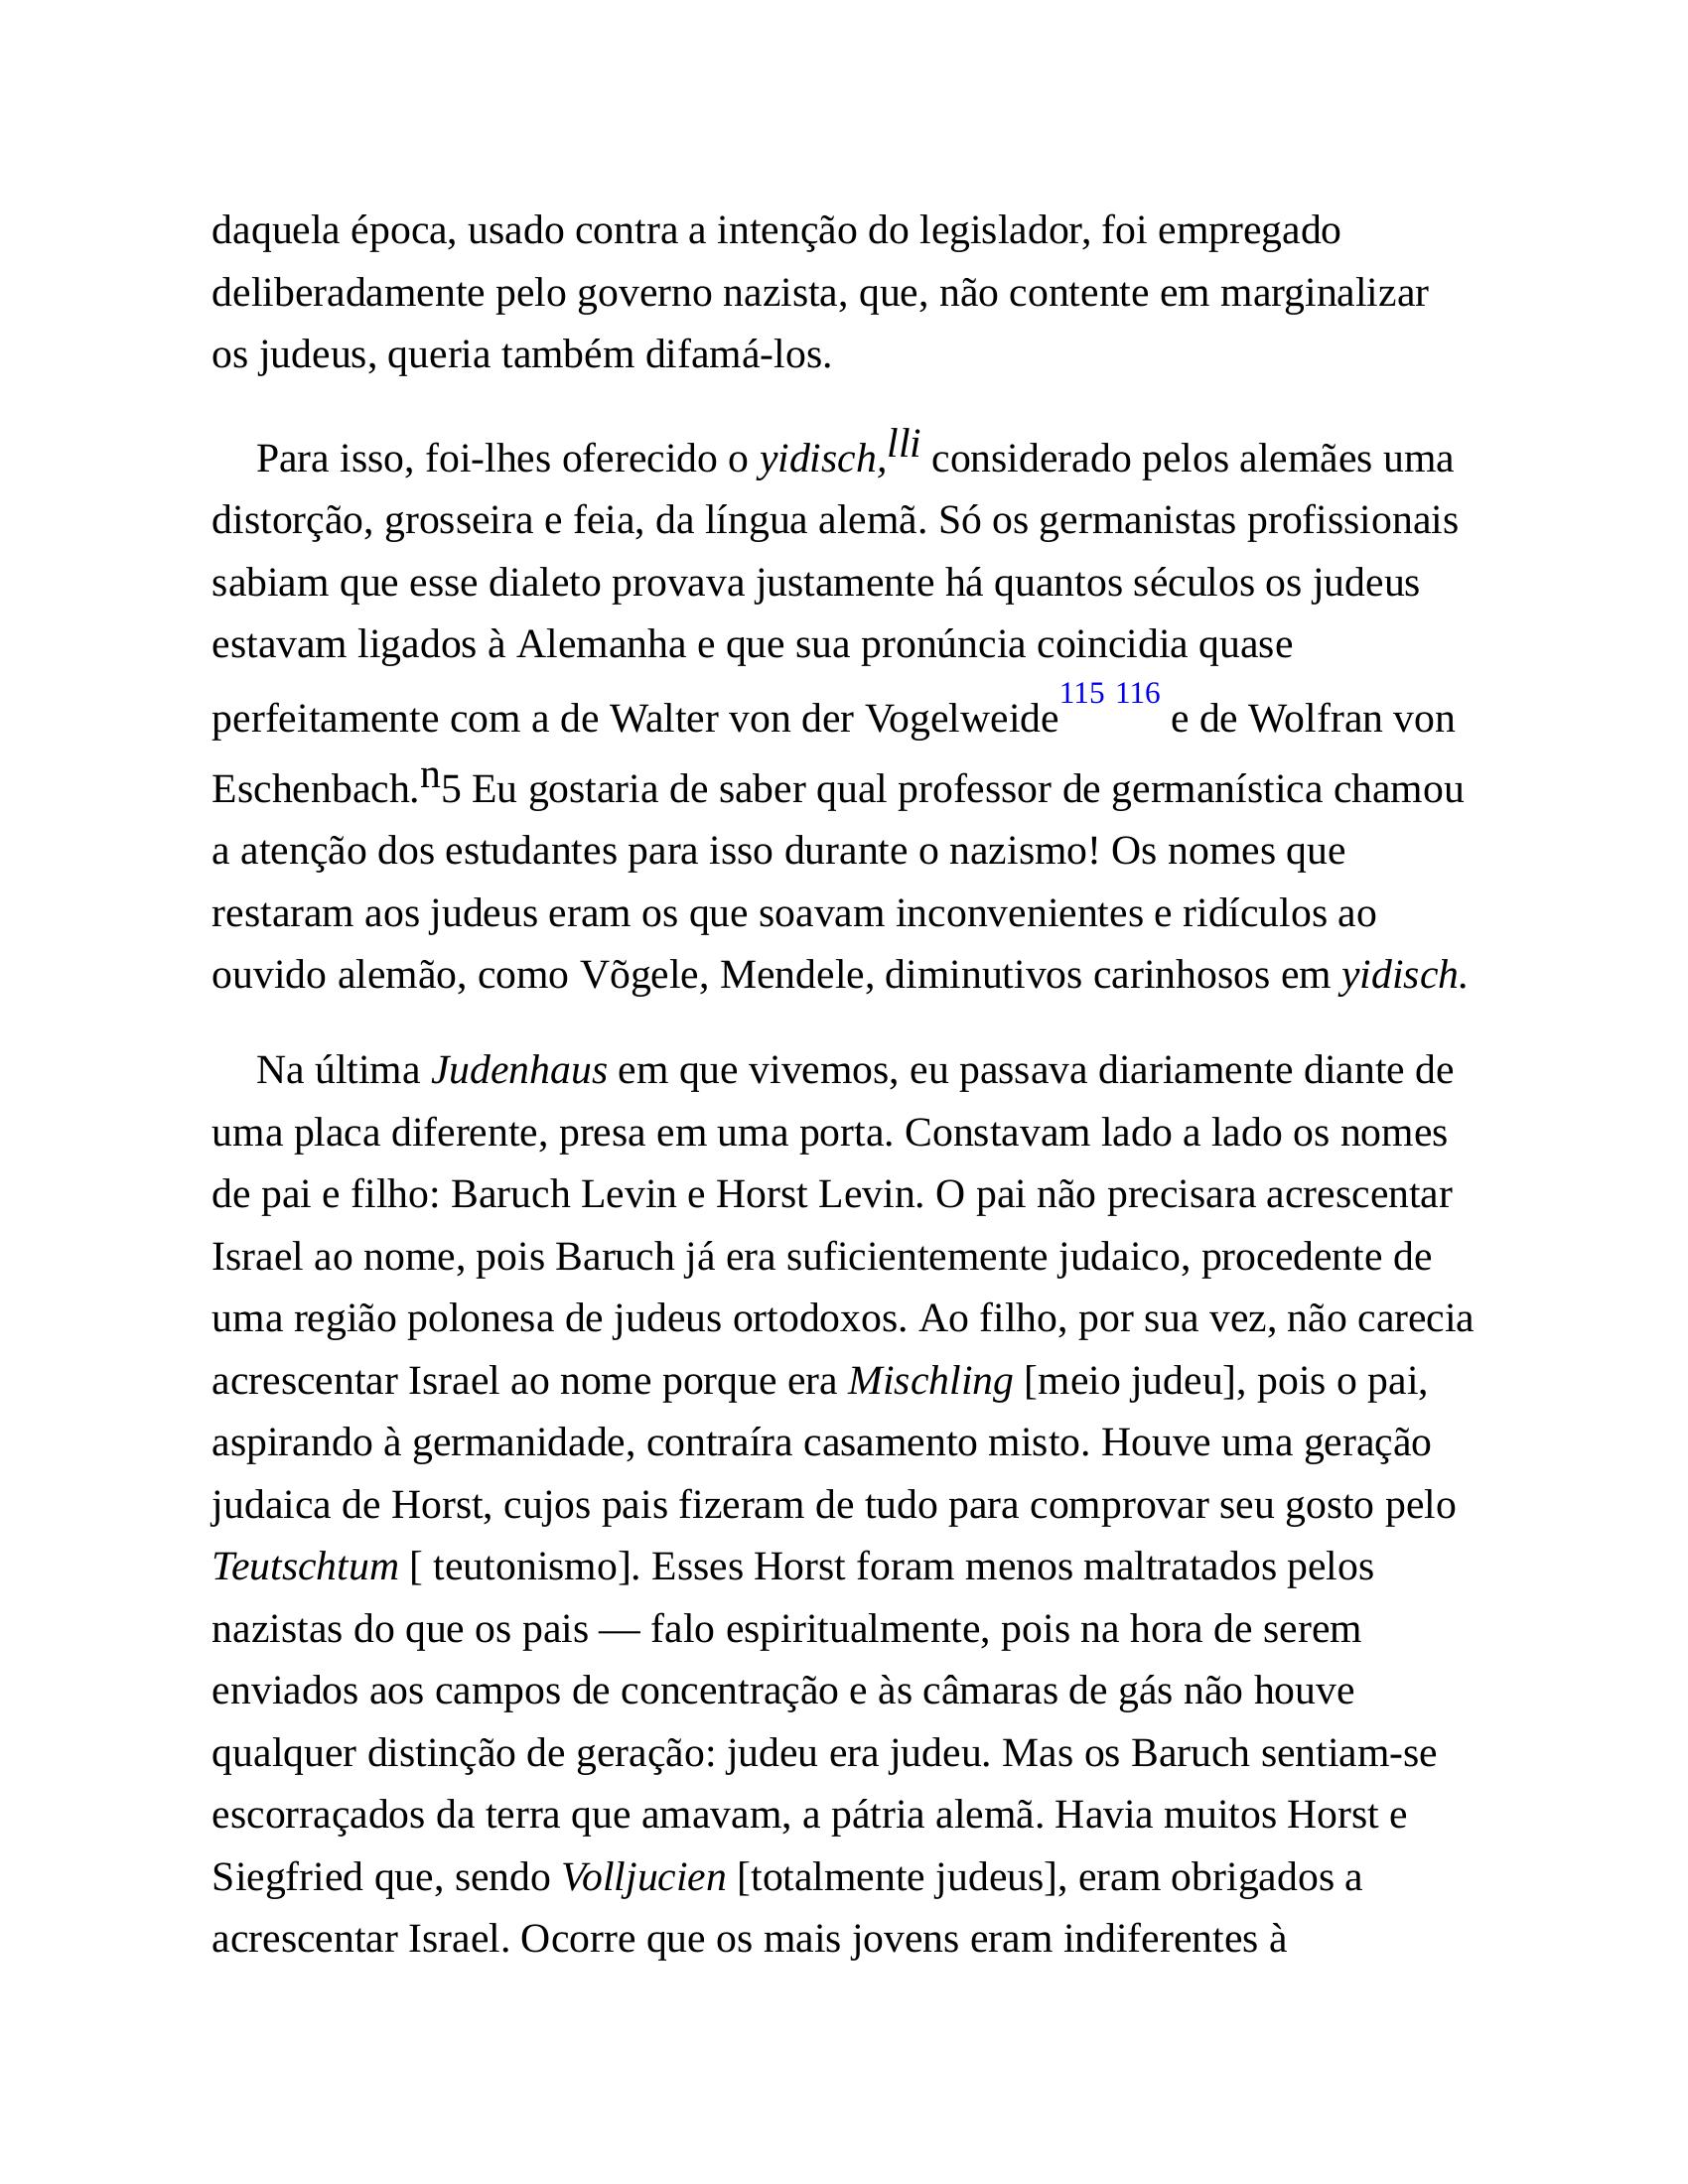 daquela época, usado contra a intenção do legislador, foi empregado
deliberadamente pelo governo nazista, que, não contente em marginalizar
os judeus, queria também difamá-los.
Para isso, foi-lhes oferecido o yidisch,lli considerado pelos alemães uma
distorção, grosseira e feia, da língua alemã. Só os germanistas profissionais
sabiam que esse dialeto provava justamente há quantos séculos os judeus
estavam ligados à Alemanha e que sua pronúncia coincidia quase
perfeitamente com a de Walter von der Vogelweide115 116 e de Wolfran von
Eschenbach.n5 Eu gostaria de saber qual professor de germanística chamou
a atenção dos estudantes para isso durante o nazismo! Os nomes que
restaram aos judeus eram os que soavam inconvenientes e ridículos ao
ouvido alemão, como Võgele, Mendele, diminutivos carinhosos em yidisch.
Na última Judenhaus em que vivemos, eu passava diariamente diante de
uma placa diferente, presa em uma porta. Constavam lado a lado os nomes
de pai e filho: Baruch Levin e Horst Levin. O pai não precisara acrescentar
Israel ao nome, pois Baruch já era suficientemente judaico, procedente de
uma região polonesa de judeus ortodoxos. Ao filho, por sua vez, não carecia
acrescentar Israel ao nome porque era Mischling [meio judeu], pois o pai,
aspirando à germanidade, contraíra casamento misto. Houve uma geração
judaica de Horst, cujos pais fizeram de tudo para comprovar seu gosto pelo
Teutschtum [ teutonismo]. Esses Horst foram menos maltratados pelos
nazistas do que os pais — falo espiritualmente, pois na hora de serem
enviados aos campos de concentração e às câmaras de gás não houve
qualquer distinção de geração: judeu era judeu. Mas os Baruch sentiam-se
escorraçados da terra que amavam, a pátria alemã. Havia muitos Horst e
Siegfried que, sendo Volljucien [totalmente judeus], eram obrigados a
acrescentar Israel. Ocorre que os mais jovens eram indiferentes à